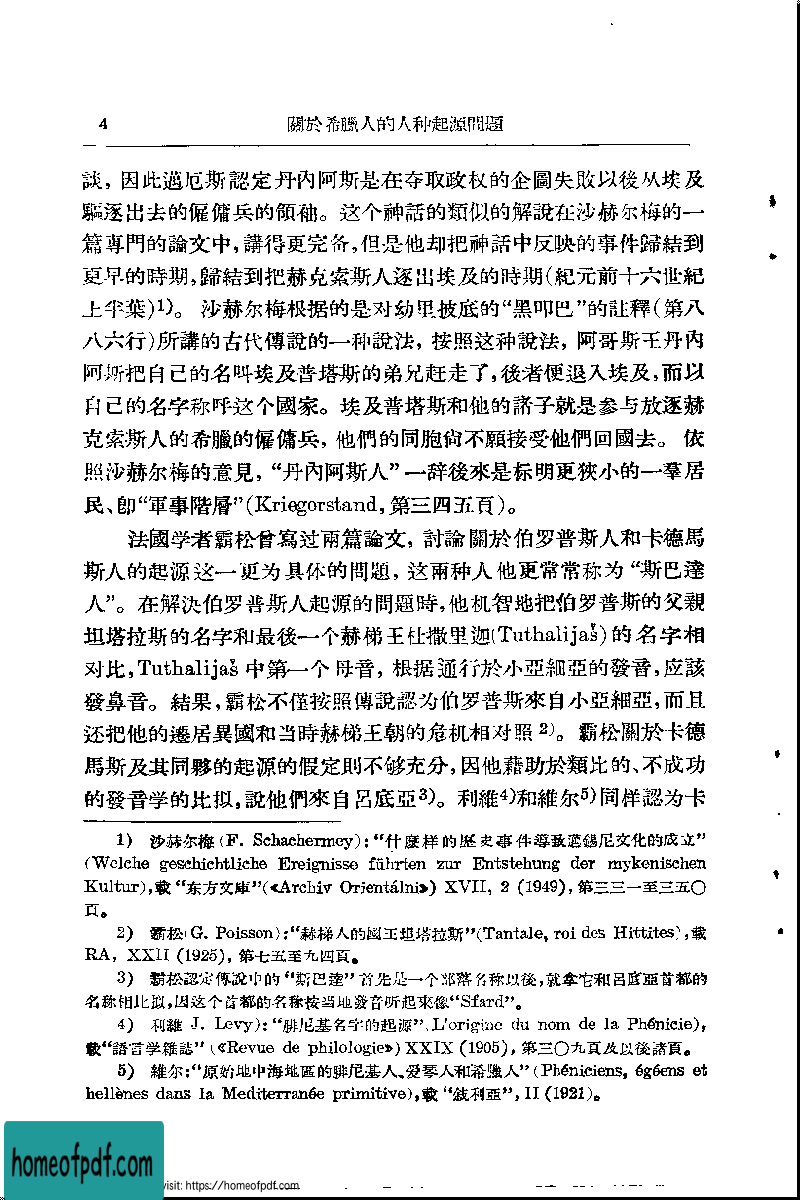 4 關於希臘人的人种起源問題
談，因此邁厄斯認定丹內阿斯是在夺取政权的企圖失敗以後从埃及
驅逐出去的僱傭兵的領袖。这个神話的類似的解說在沙赫尔梅的一
篇專門的論文中，講得更完备，但是他却把神話中反映的事件歸結到
更早的時期，歸結到把赫克索斯人逐出埃及的時期（紀元前十六世紀
上半葉）1）。沙赫尔梅根据的是对幼里披底的“黑叩巴”的註釋（第八
八六行）所講的古代傳說的一种說法，按照这种說法，阿哥斯王丹內
阿斯把自己的名叫埃及普塔斯的弟兄赶走了，後者便退入埃及，而以
自己的名字称呼这个國家。埃及普塔斯和他的諸子就是参与放逐赫
克索斯人的希臘的僱傭兵，他們的同胞尙不願接受他們回國去。依
照沙赫尔梅的意見，“丹內阿斯人”一辞後來是标明更狹小的一羣居
民、卽“軍事階層”（Kriegorstand，第三四五頁）。
法國学者霸松曾寫过兩篇論文，討論關於伯罗普斯人和卡德馬
斯人的起源这一更为具体的問題，这兩种人他更常常称为“斯巴達
人”。在解決伯罗普斯人起源的問題時，他机智地把伯罗普斯的父親
坦塔拉斯的名字和最後一个赫梯王杜撒里迦（Tuthalijaš）的名字相
对比，Tuthalijaš 中第一个母音，根据通行於小亞細亞的發音，应該
發鼻音。結果，霸松不僅按照傳說認为伯罗普斯來自小亞細亞，而且
还把他的遷居異國和当時赫梯王朝的危机相对照 2）。霸松關於卡德
馬斯及其同夥的起源的假定則不够充分，因他藉助於類比的、不成功
的發音学的比拟，說他們來自呂底亞3）。利維4）和維尔5）同样認为卡
1） 沙赫尔梅（F. Schachermey）：“什麼样的歷史事件導致邁錫尼文化的成立”
（Welche geschichtliche Ereignisse führten zur Entstehung der mykenischen
Kultur），載“东方文庫”（«Archiv Orientálni»）XVII, 2 (1949)，第三三一至三五〇
頁。
2） 霸松（G. Poisson）：“赫梯人的國王坦塔拉斯”（Tantale, roi des Hittites），載
RA, XXII (1925)，第七五至九四頁。
3） 霸松認定傳說中的“斯巴達”首先是一个部落名称以後，就拿它和呂底亞首都的
名称相比拟，因这个首都的名称按当地發音听起來像“Sfard”。
4） 利維 J. Levy）：“腓尼基名字的起源”（L'origine du nom de la Phénicie），
載“語言学雜誌”（«Revue de philologie»）XXIX (1905)，第三〇九頁及以後諸頁。
5） 維尔：“原始地中海地區的腓尼基人、爱琴人和希臘人”（Phéniciens, égéens et
hellènes dans la Mediterranée primitive），載“敍利亞”，II (1921)。
homeofpdf.com
visit: https://homeofpdf.com